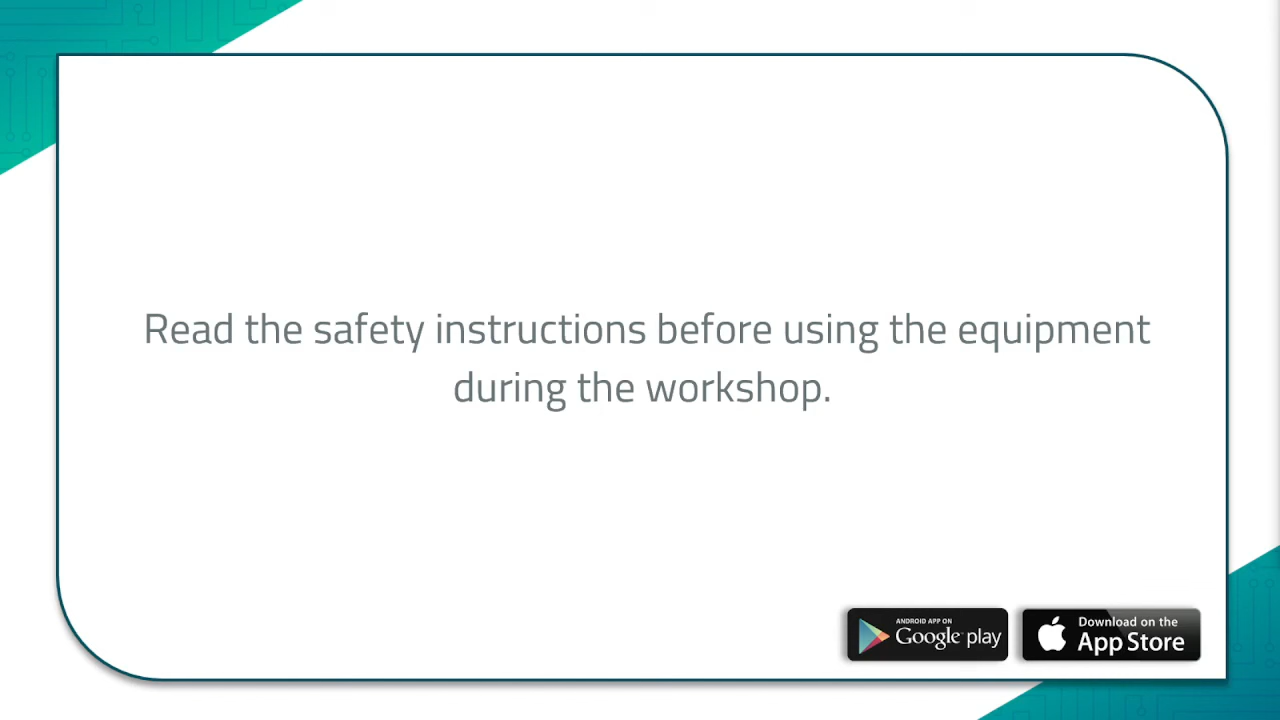 Read the safety instructions before using the equipment
during the workshop.
ANDROID APP ON
Google play
Download on the
App Store